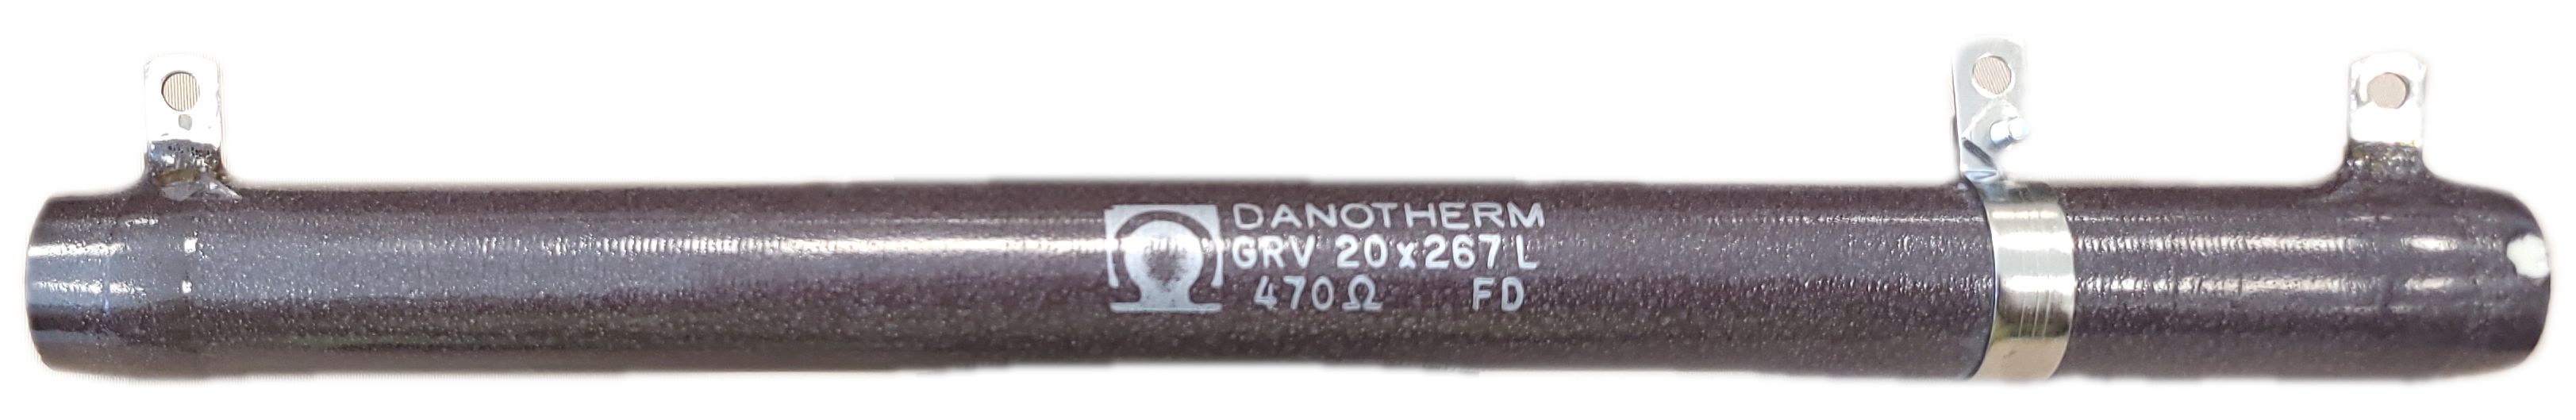 DANOTHERM
GRV 20x267 L
470Ω FD